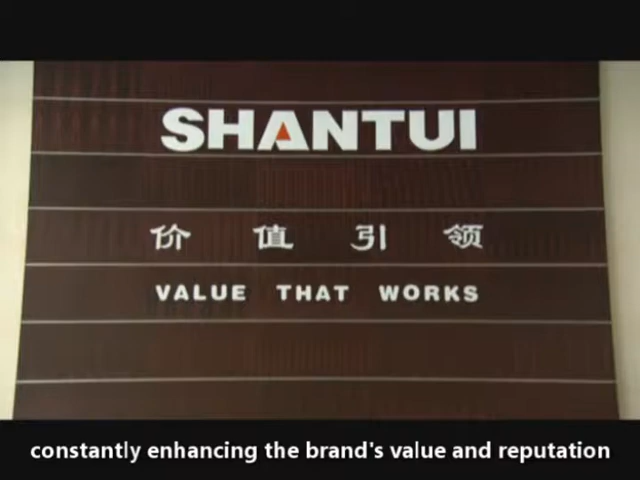 SHANTUI
价值引领
VALUE THAT WORKS
constantly enhancing the brand's value and reputation